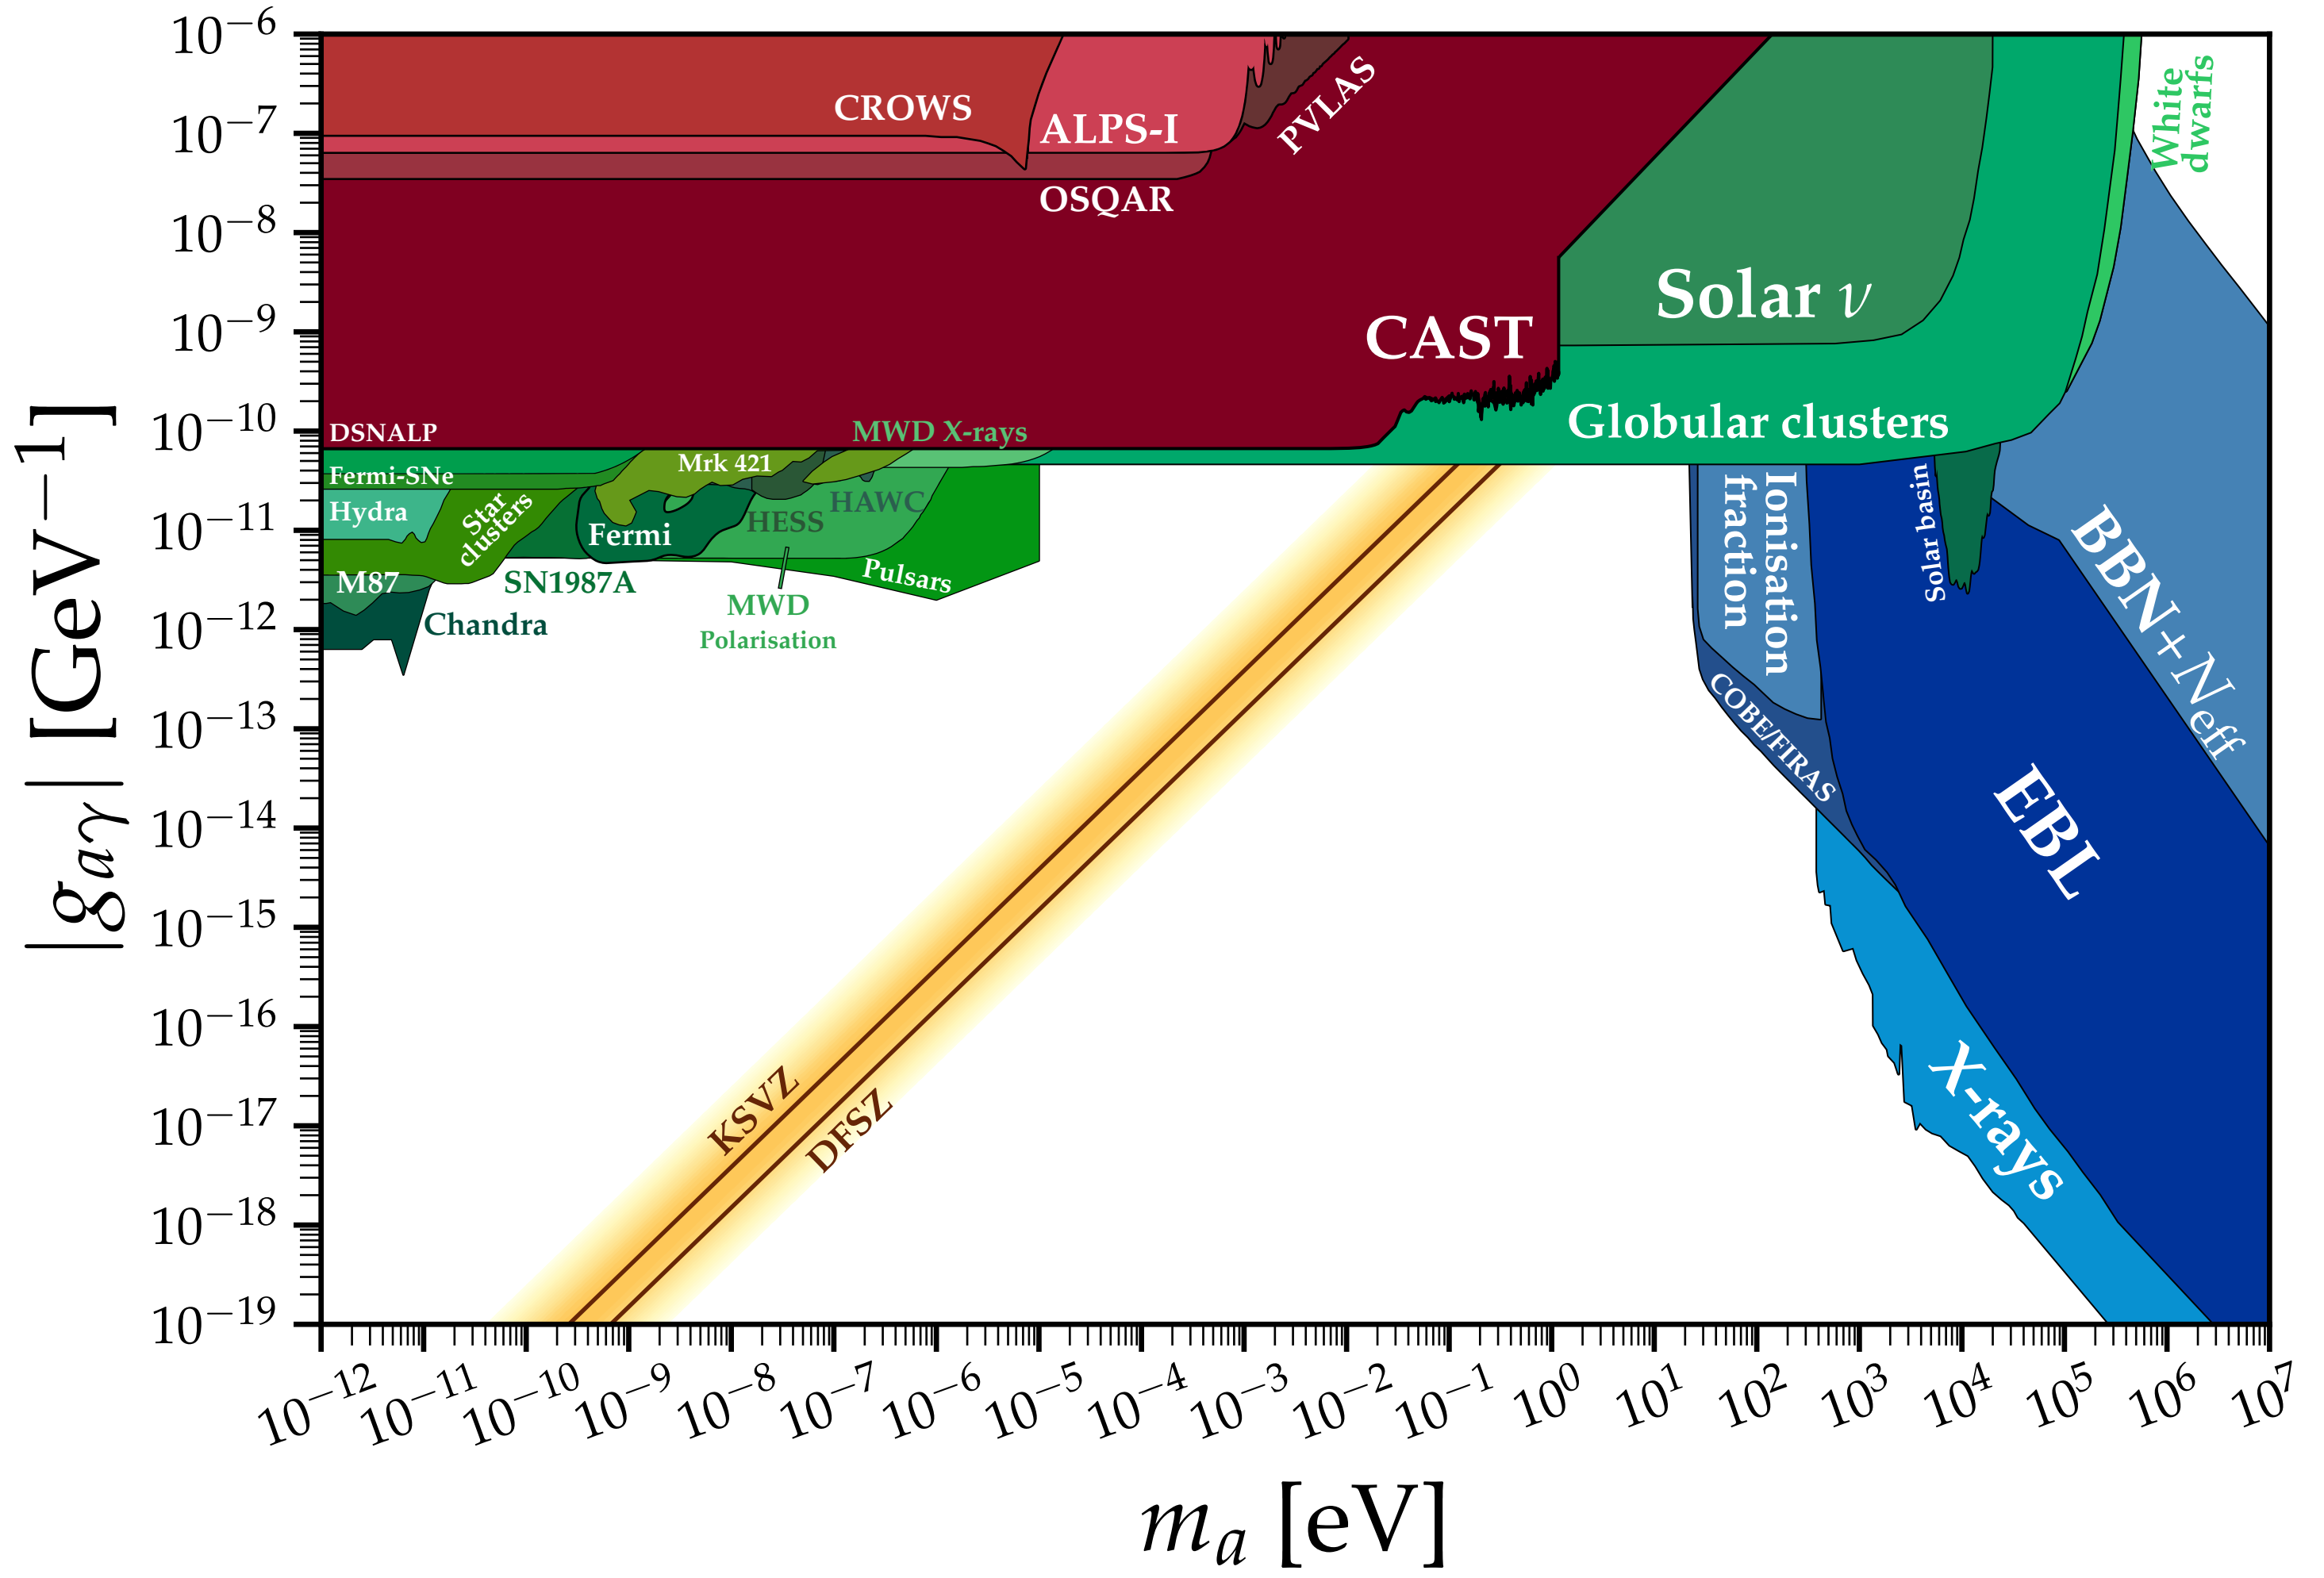 10⁻⁶
10⁻⁷
10⁻⁸
10⁻⁹
10⁻¹⁰
10⁻¹¹
10⁻¹²
10⁻¹³
10⁻¹⁴
10⁻¹⁵
10⁻¹⁶
10⁻¹⁷
10⁻¹⁸
10⁻¹⁹
|gₐᵧ| [GeV⁻¹]
CROWS
ALPS-I
OSQAR
PVLAS
White
dwarfs
Solar ν
CAST
Globular clusters
DSNALP
MWD X-rays
Fermi-SNe
Mrk 421
Hydra
Star
clusters
Fermi
HESS
HAWC
M87
SN1987A
Pulsars
Chandra
MWD
Polarisation
Ionisation
fraction
Solar basin
BBN+Neff
COBE/FIRAS
EBL
X-rays
KSVZ
DFSZ
10⁻¹²
10⁻¹¹
10⁻¹⁰
10⁻⁹
10⁻⁸
10⁻⁷
10⁻⁶
10⁻⁵
10⁻⁴
10⁻³
10⁻²
10⁻¹
10⁰
10¹
10²
10³
10⁴
10⁵
10⁶
10⁷
mₐ [eV]